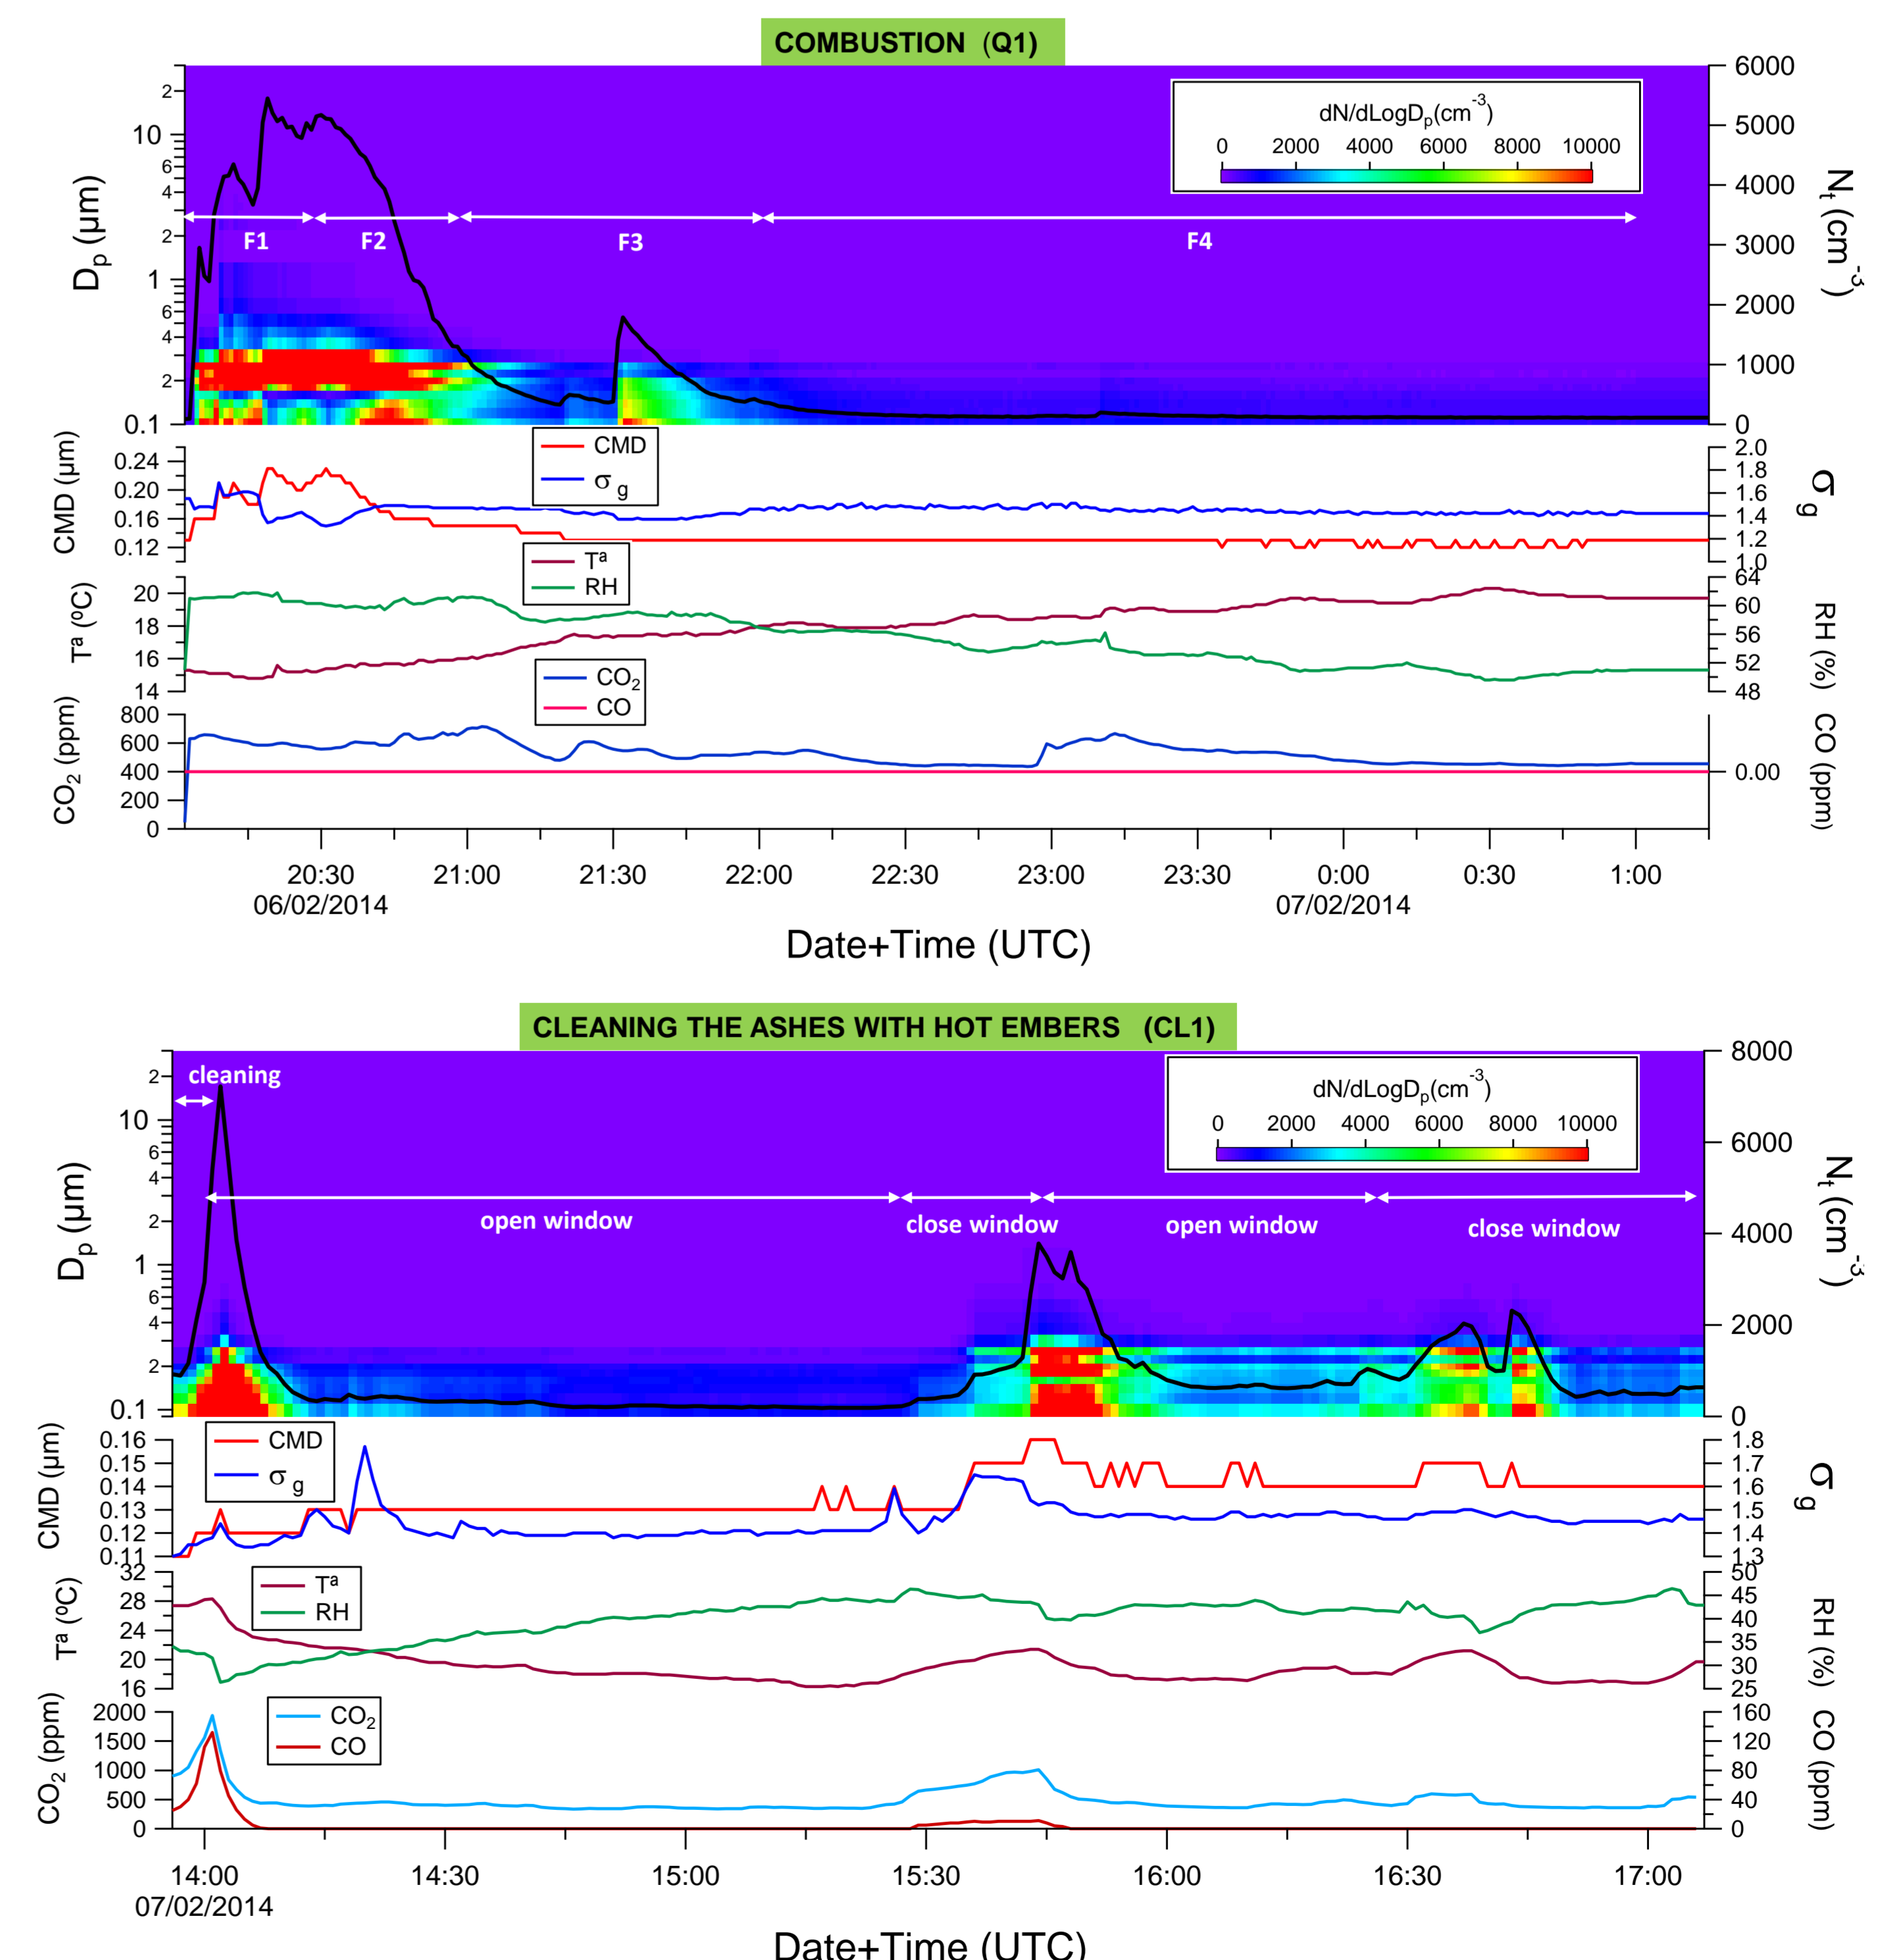 COMBUSTION (Q1)
dN/dLogDp(cm-3)
0 2000 4000 6000 8000 10000
Dp (μm)
2
10
6
4
2
1
6
4
2
0.1
Nt (cm-3)
6000
5000
4000
3000
2000
1000
0
F1 F2 F3 F4
CMD (μm)
0.24
0.20
0.16
0.12
CMD
σg
σg
2.0
1.8
1.6
1.4
1.2
1.0
Tª (ºC)
20
18
16
14
Tª
RH
RH (%)
64
60
56
52
48
CO2 (ppm)
800
600
400
200
0
CO2
CO
CO (ppm)
0.00
20:30 21:00 21:30 22:00 22:30 23:00 23:30 0:00 0:30 1:00
06/02/2014 07/02/2014
Date+Time (UTC)
CLEANING THE ASHES WITH HOT EMBERS (CL1)
dN/dLogDp(cm-3)
0 2000 4000 6000 8000 10000
Dp (μm)
2
10
6
4
2
1
6
4
2
0.1
Nt (cm-3)
8000
6000
4000
2000
0
cleaning
open window close window open window close window
CMD (μm)
0.16
0.15
0.14
0.13
0.12
0.11
CMD
σg
σg
1.8
1.7
1.6
1.5
1.4
1.3
Tª (ºC)
32
28
24
20
16
Tª
RH
RH (%)
50
45
40
35
30
25
CO2 (ppm)
2000
1500
1000
500
0
CO2
CO
CO (ppm)
160
120
80
40
0
14:00 14:30 15:00 15:30 16:00 16:30 17:00
07/02/2014
Date+Time (UTC)